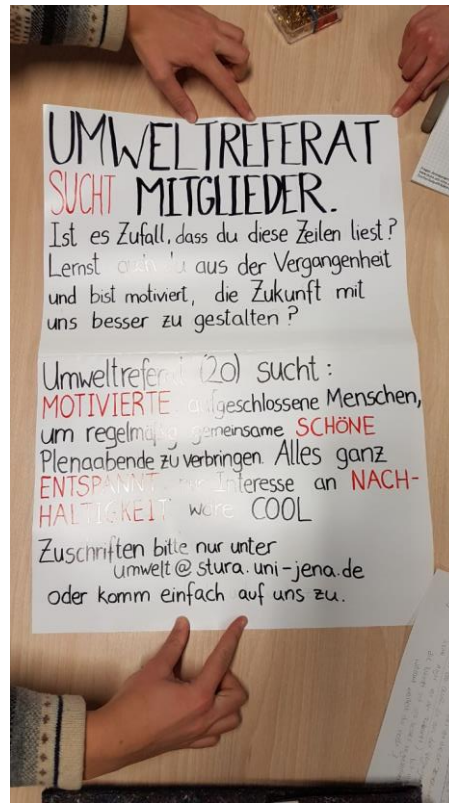 UMWELTREFERAT
SUCHT MITGLIEDER.
Ist es Zufall, dass du diese Zeilen liest?
Lernst auch du aus der Vergangenheit
und bist motiviert, die Zukunft mit
uns besser zu gestalten?
Umweltreferat (20) sucht:
MOTIVIERTE, aufgeschlossene Menschen,
um regelmäßig gemeinsame SCHÖNE
Plenaabende zu verbringen. Alles ganz
ENTSPANNT, nur Interesse an NACH-
HALTIGKEIT wäre COOL
Zuschriften bitte nur unter
umwelt@stura.uni-jena.de
oder komm einfach auf uns zu.